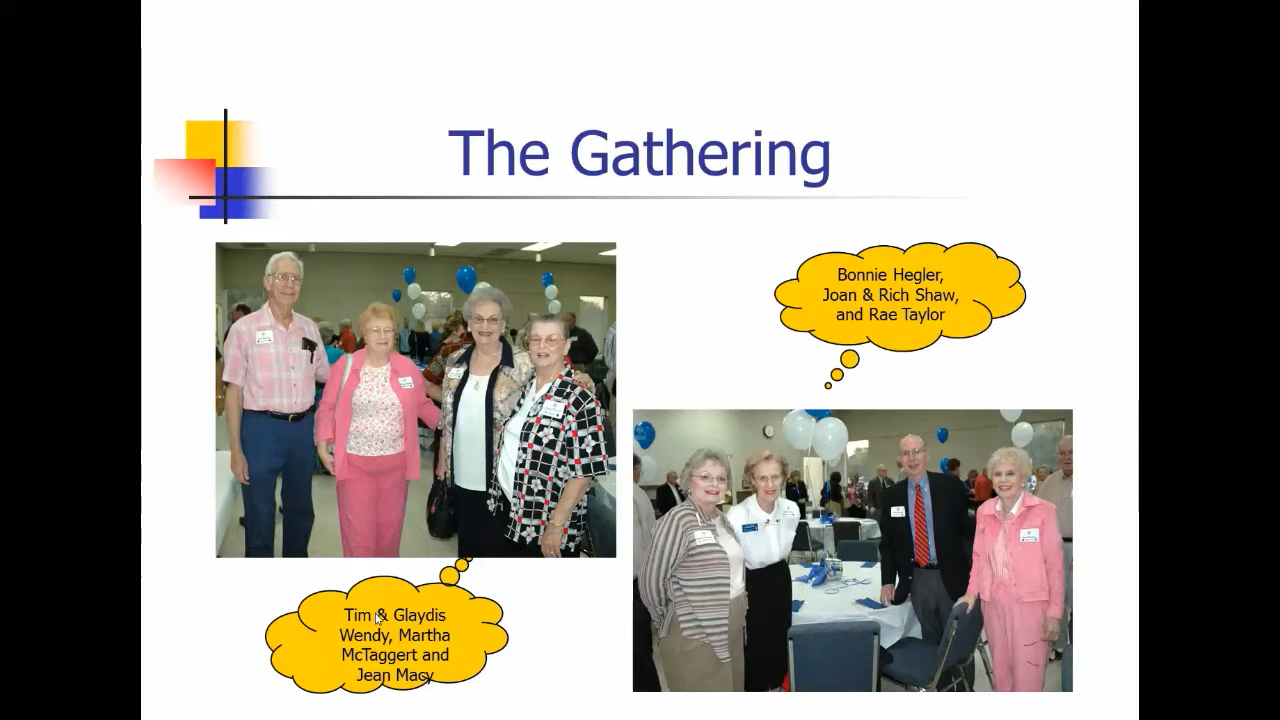 The Gathering
Bonnie Hegler,
Joan & Rich Shaw,
and Rae Taylor
Tim & Glaydis
Wendy, Martha
McTaggert and
Jean Macy